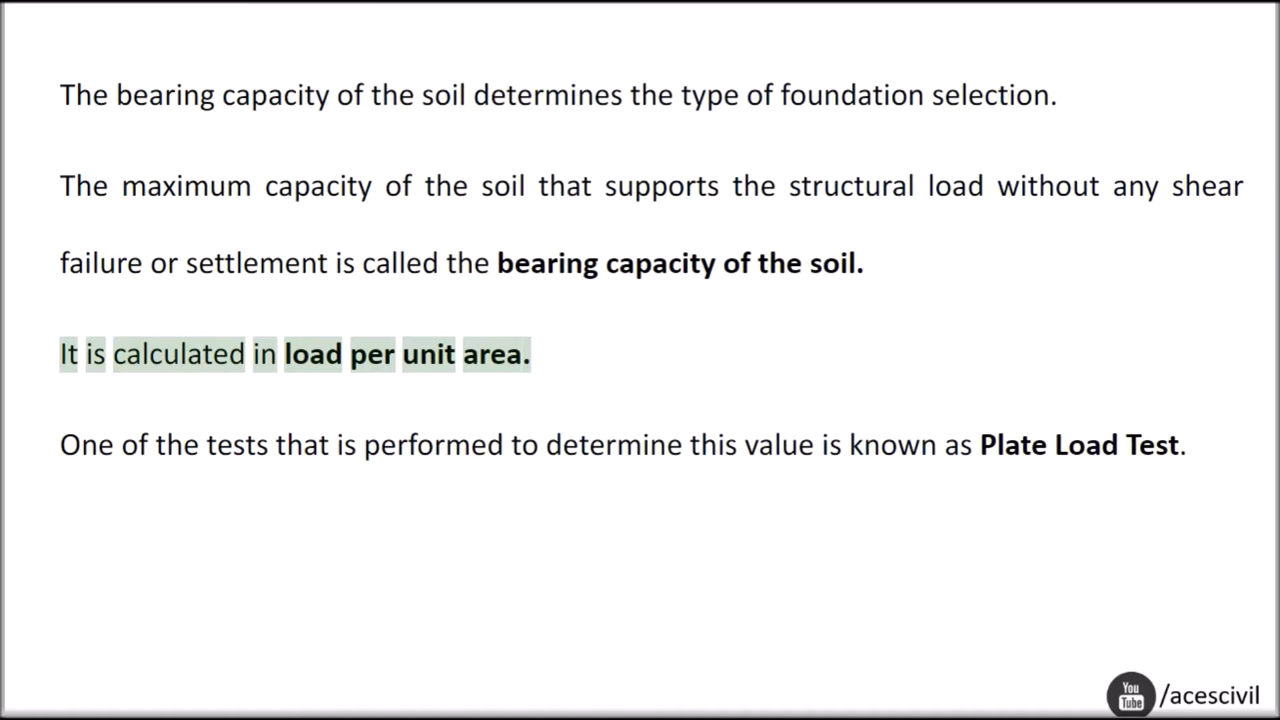 The bearing capacity of the soil determines the type of foundation selection.
The maximum capacity of the soil that supports the structural load without any shear
failure or settlement is called the bearing capacity of the soil.
It is calculated in load per unit area.
One of the tests that is performed to determine this value is known as Plate Load Test.
You
Tube /acescivil